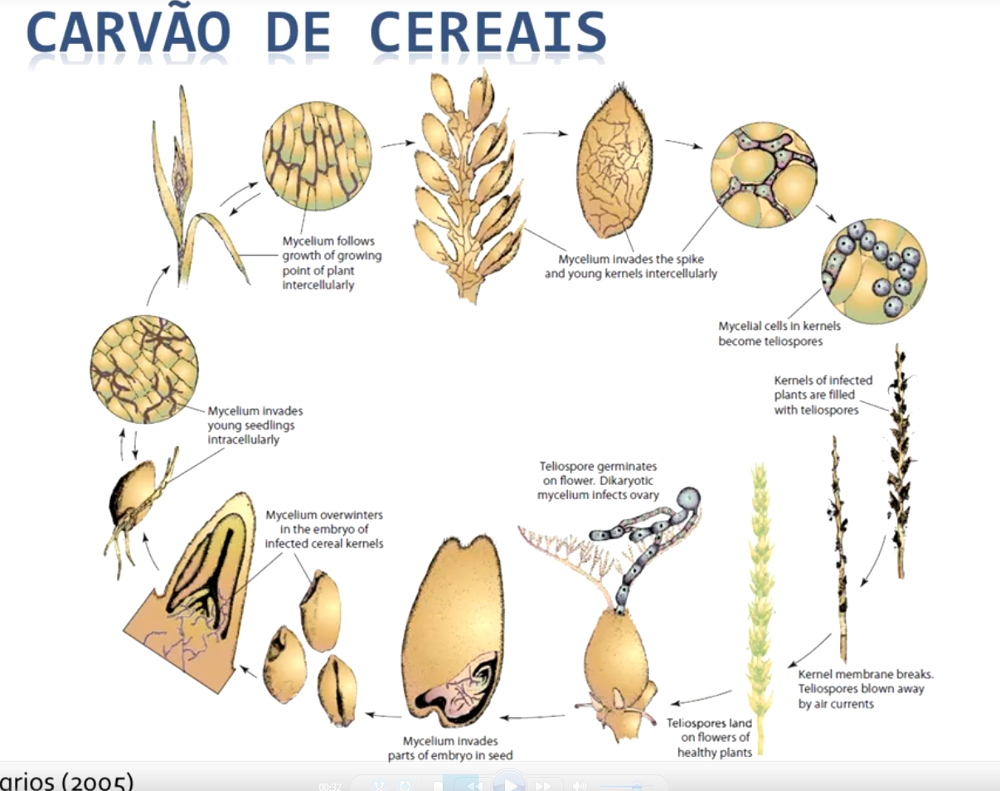 CARVÃO DE CEREAIS
Mycelium follows
growth of growing
point of plant
intercellularly
Mycelium invades the spike
and young kernels intercellularly
Mycelial cells in kernels
become teliospores
Kernels of infected
plants are filled
with teliospores
Mycelium invades
young seedlings
intracellularly
Teliospore germinates
on flower. Dikaryotic
mycelium infects ovary
Mycelium overwinters
in the embryo of
infected cereal kernels
Kernel membrane breaks.
Teliospores blown away
by air currents
Teliospores land
on flowers of
healthy plants
Mycelium invades
parts of embryo in seed
arios (2005)
00:32